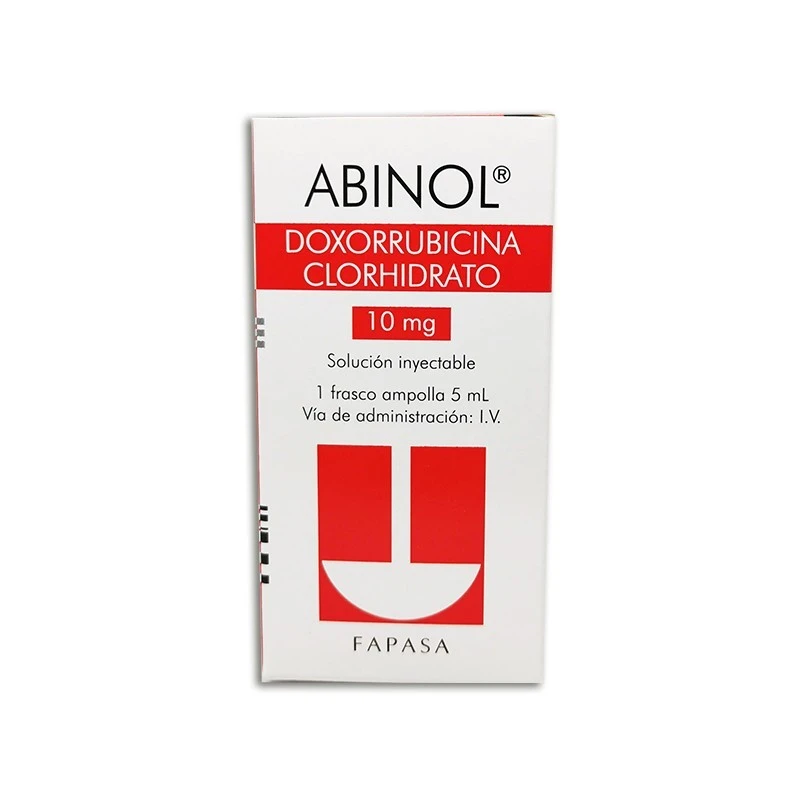 ABINOL®
DOXORRUBICINA
CLORHIDRATO
10 mg
Solución inyectable
1 frasco ampolla 5 mL
Vía de administración: I.V.
FAPASA